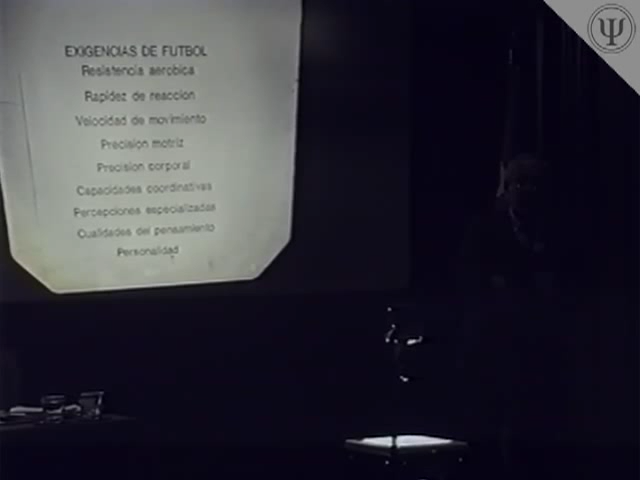 EXIGENCIAS DE FUTBOL
Resistencia aerobica
Rapidez de reaccion
Velocidad de movimiento
Precision motriz
Precision corporal
Capacidades coordinativas
Percepciones especializadas
Cualidades del pensamiento
Personalidad